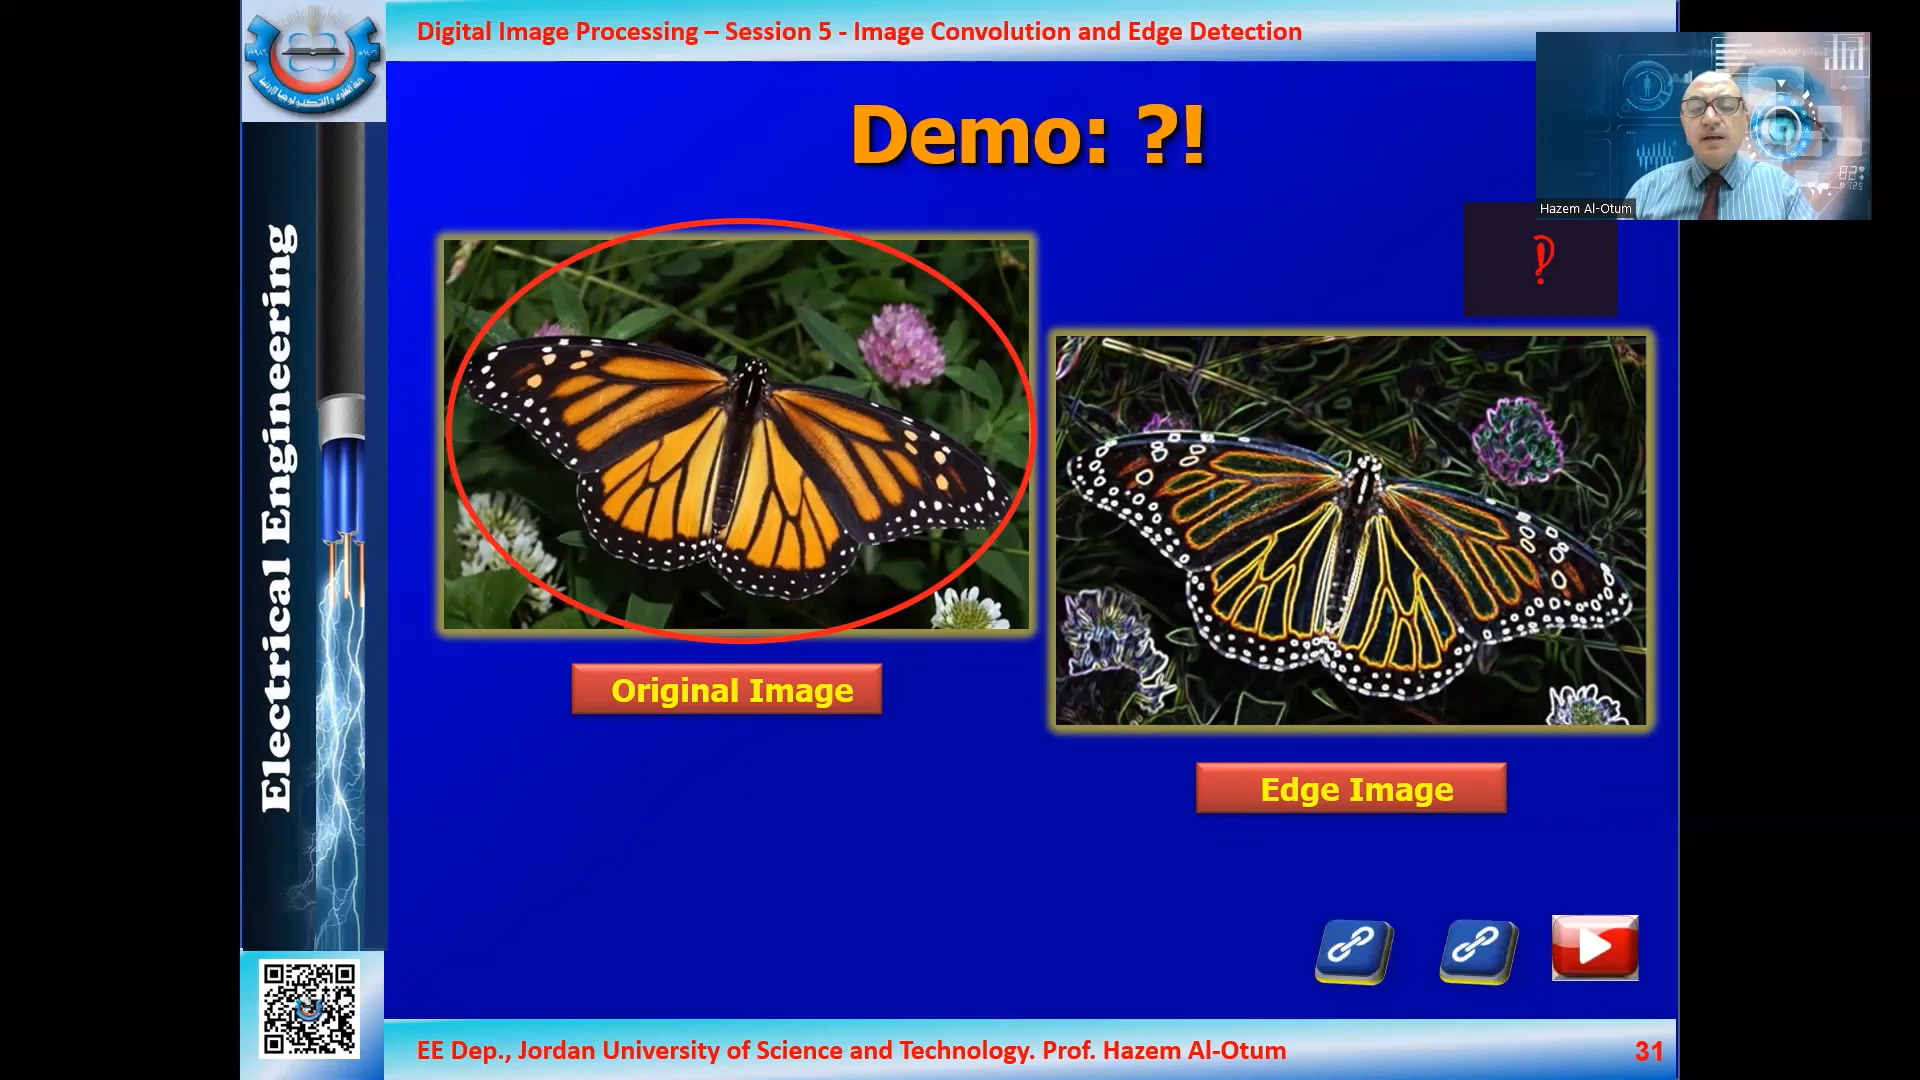 Digital Image Processing – Session 5 - Image Convolution and Edge Detection
Demo: ?!
Hazem Al-Otum
Electrical Engineering
Original Image
Edge Image
EE Dep., Jordan University of Science and Technology. Prof. Hazem Al-Otum
31